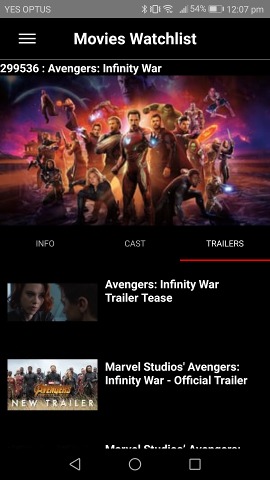 YES OPTUS
54% 12:07 pm
Movies Watchlist
299536 : Avengers: Infinity War
INFO
CAST
TRAILERS
Avengers: Infinity War
Trailer Tease
AVENGERS
NEW TRAILER
Marvel Studios' Avengers:
Infinity War - Official Trailer
Marvel Studios' Avengers: